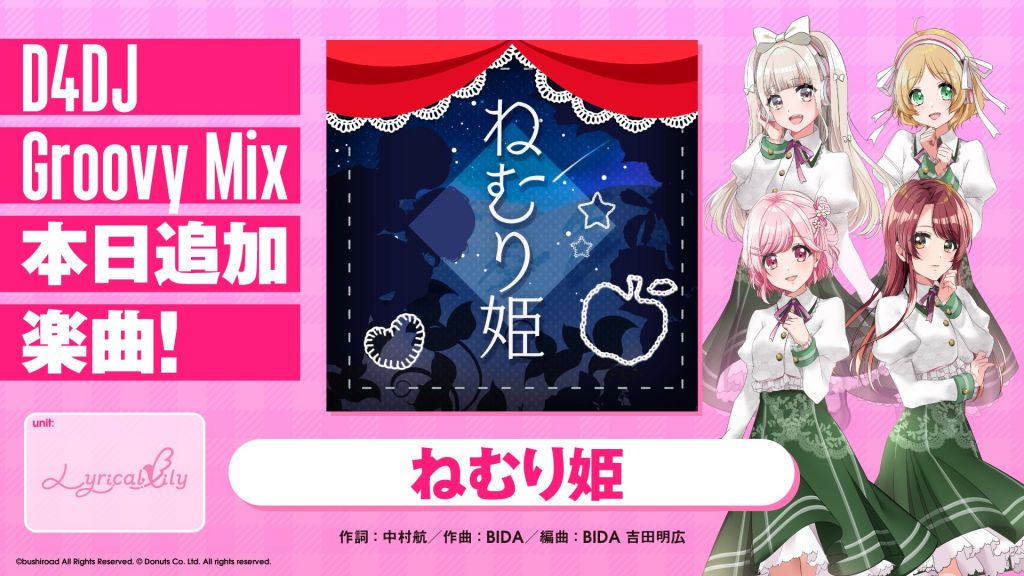 D4DJ
Groovy Mix
本日追加
楽曲!
ねむり姫
unit:
Lyrical Lily
ねむり姫
作詞：中村航／作曲：BIDA／編曲：BIDA 吉田明広
©bushiroad All Rights Reserved. © Donuts Co. Ltd. All rights reserved.